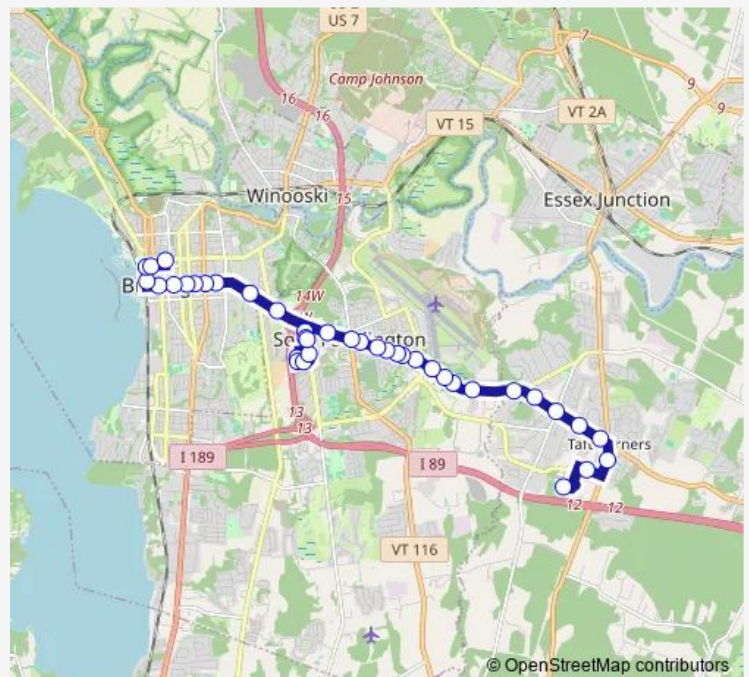 US 7
Camp Johnson
7
9
9
16
16
VT 2A
VT 15
Winooski
15
Essex Junction
14W
13
13
I 189
I 89
12
12
VT 116
© OpenStreetMap contributors